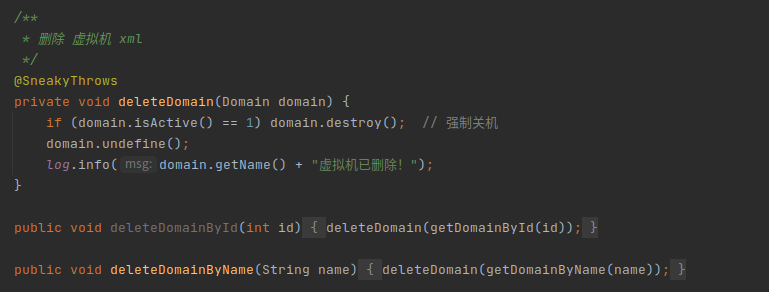 /**
 * 删除 虚拟机 xml
 */
@SneakyThrows
private void deleteDomain(Domain domain) {
    if (domain.isActive() == 1) domain.destroy();  // 强制关机
    domain.undefine();
    log.info( msg: domain.getName() + "虚拟机已删除！");
}
public void deleteDomainById(int id) { deleteDomain(getDomainById(id)); }
public void deleteDomainByName(String name) { deleteDomain(getDomainByName(name)); }